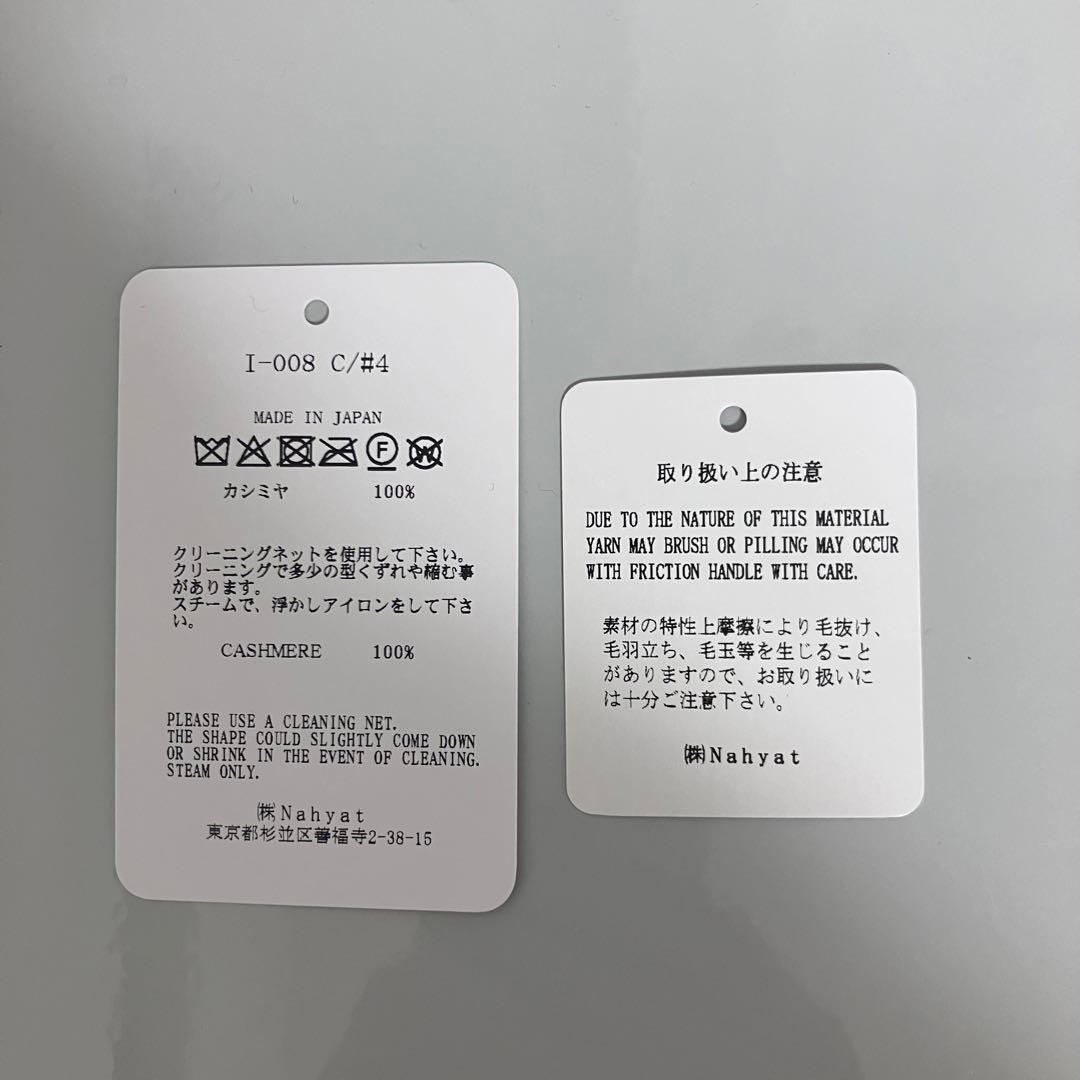 I-008 C/#4
MADE IN JAPAN
F W
カシミヤ 100%
クリーニングネットを使用して下さい。
クリーニングで多少の型くずれや縮む事
があります。
スチームで、浮かしアイロンをして下さ
い。
CASHMERE 100%
PLEASE USE A CLEANING NET.
THE SHAPE COULD SLIGHTLY COME DOWN
OR SHRINK IN THE EVENT OF CLEANING.
STEAM ONLY.
㈱Nahyat
東京都杉並区善福寺2-38-15
取り扱い上の注意
DUE TO THE NATURE OF THIS MATERIAL
YARN MAY BRUSH OR PILLING MAY OCCUR
WITH FRICTION HANDLE WITH CARE.
素材の特性上摩擦により毛抜け、
毛羽立ち、毛玉等を生じること
がありますので、お取り扱いに
は十分ご注意下さい。
㈱Nahyat